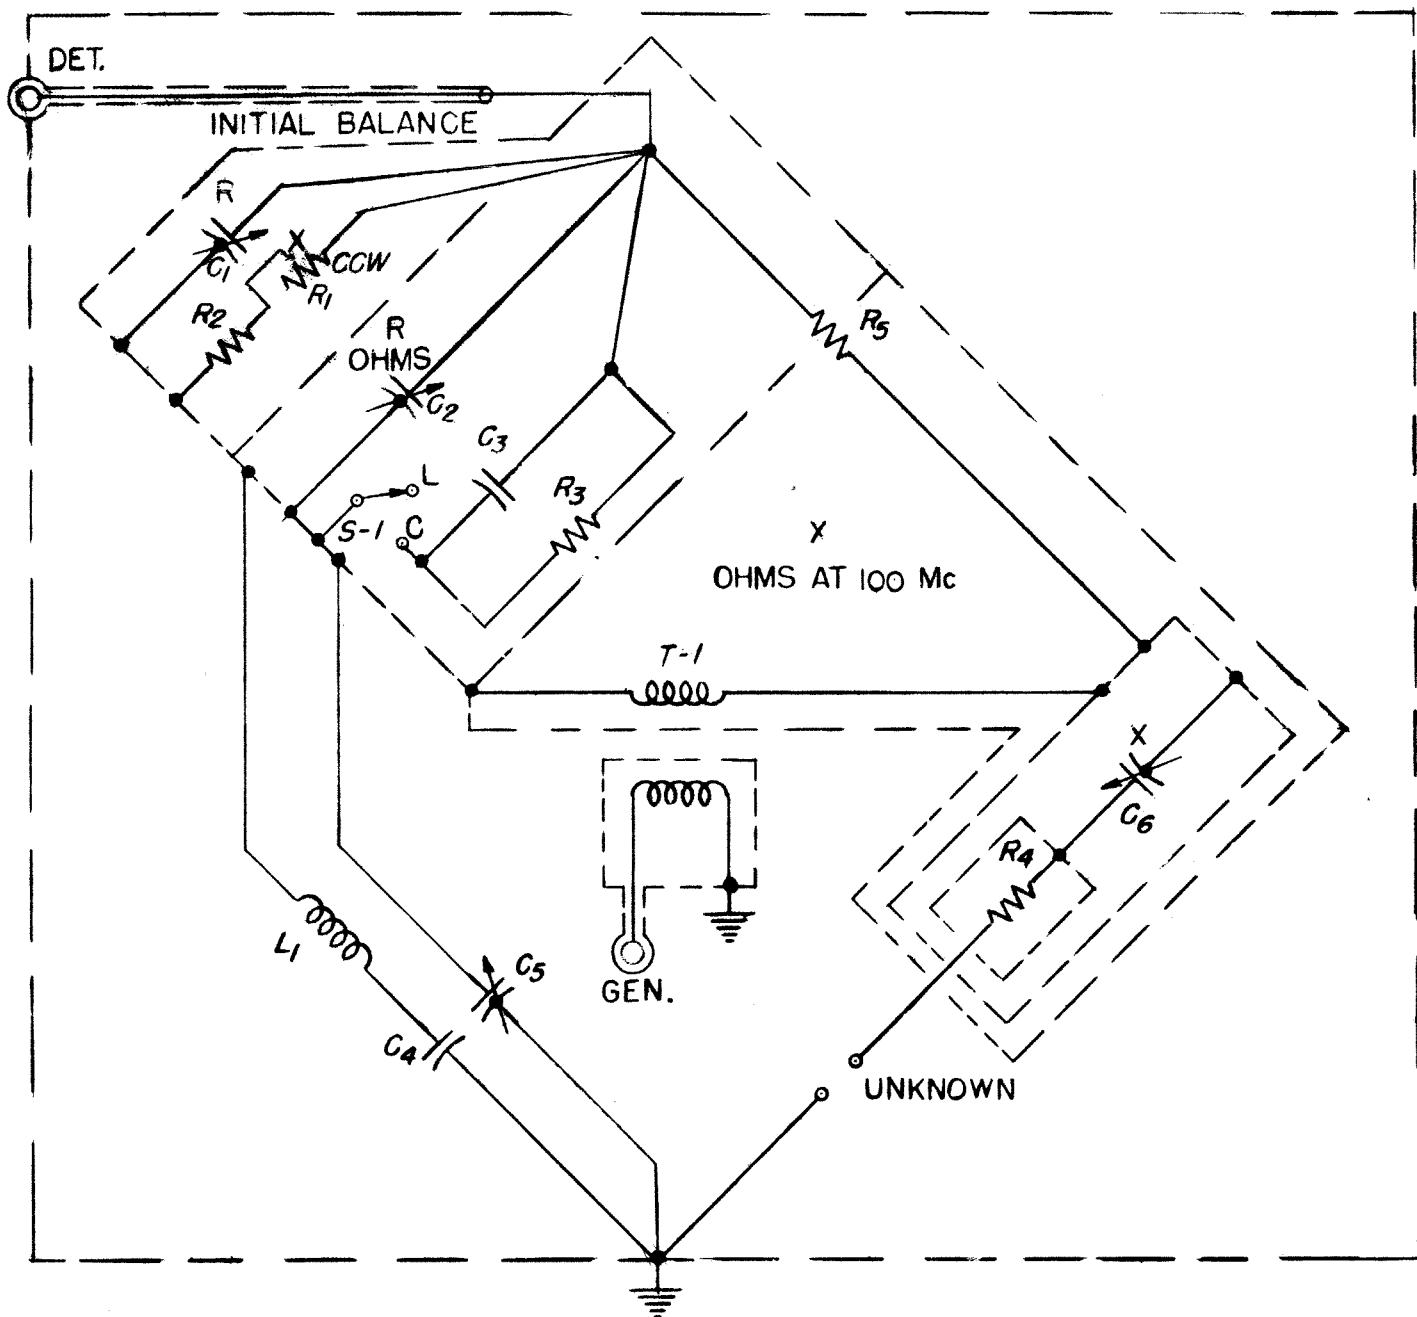 DET.
INITIAL BALANCE
R
C1
X
CCW
R1
R2
R5
R
OHMS
C2
C3
L
S-1
C
R3
X
OHMS AT 100 Mc
T-1
X
C6
R4
L1
C5
GEN.
C4
UNKNOWN